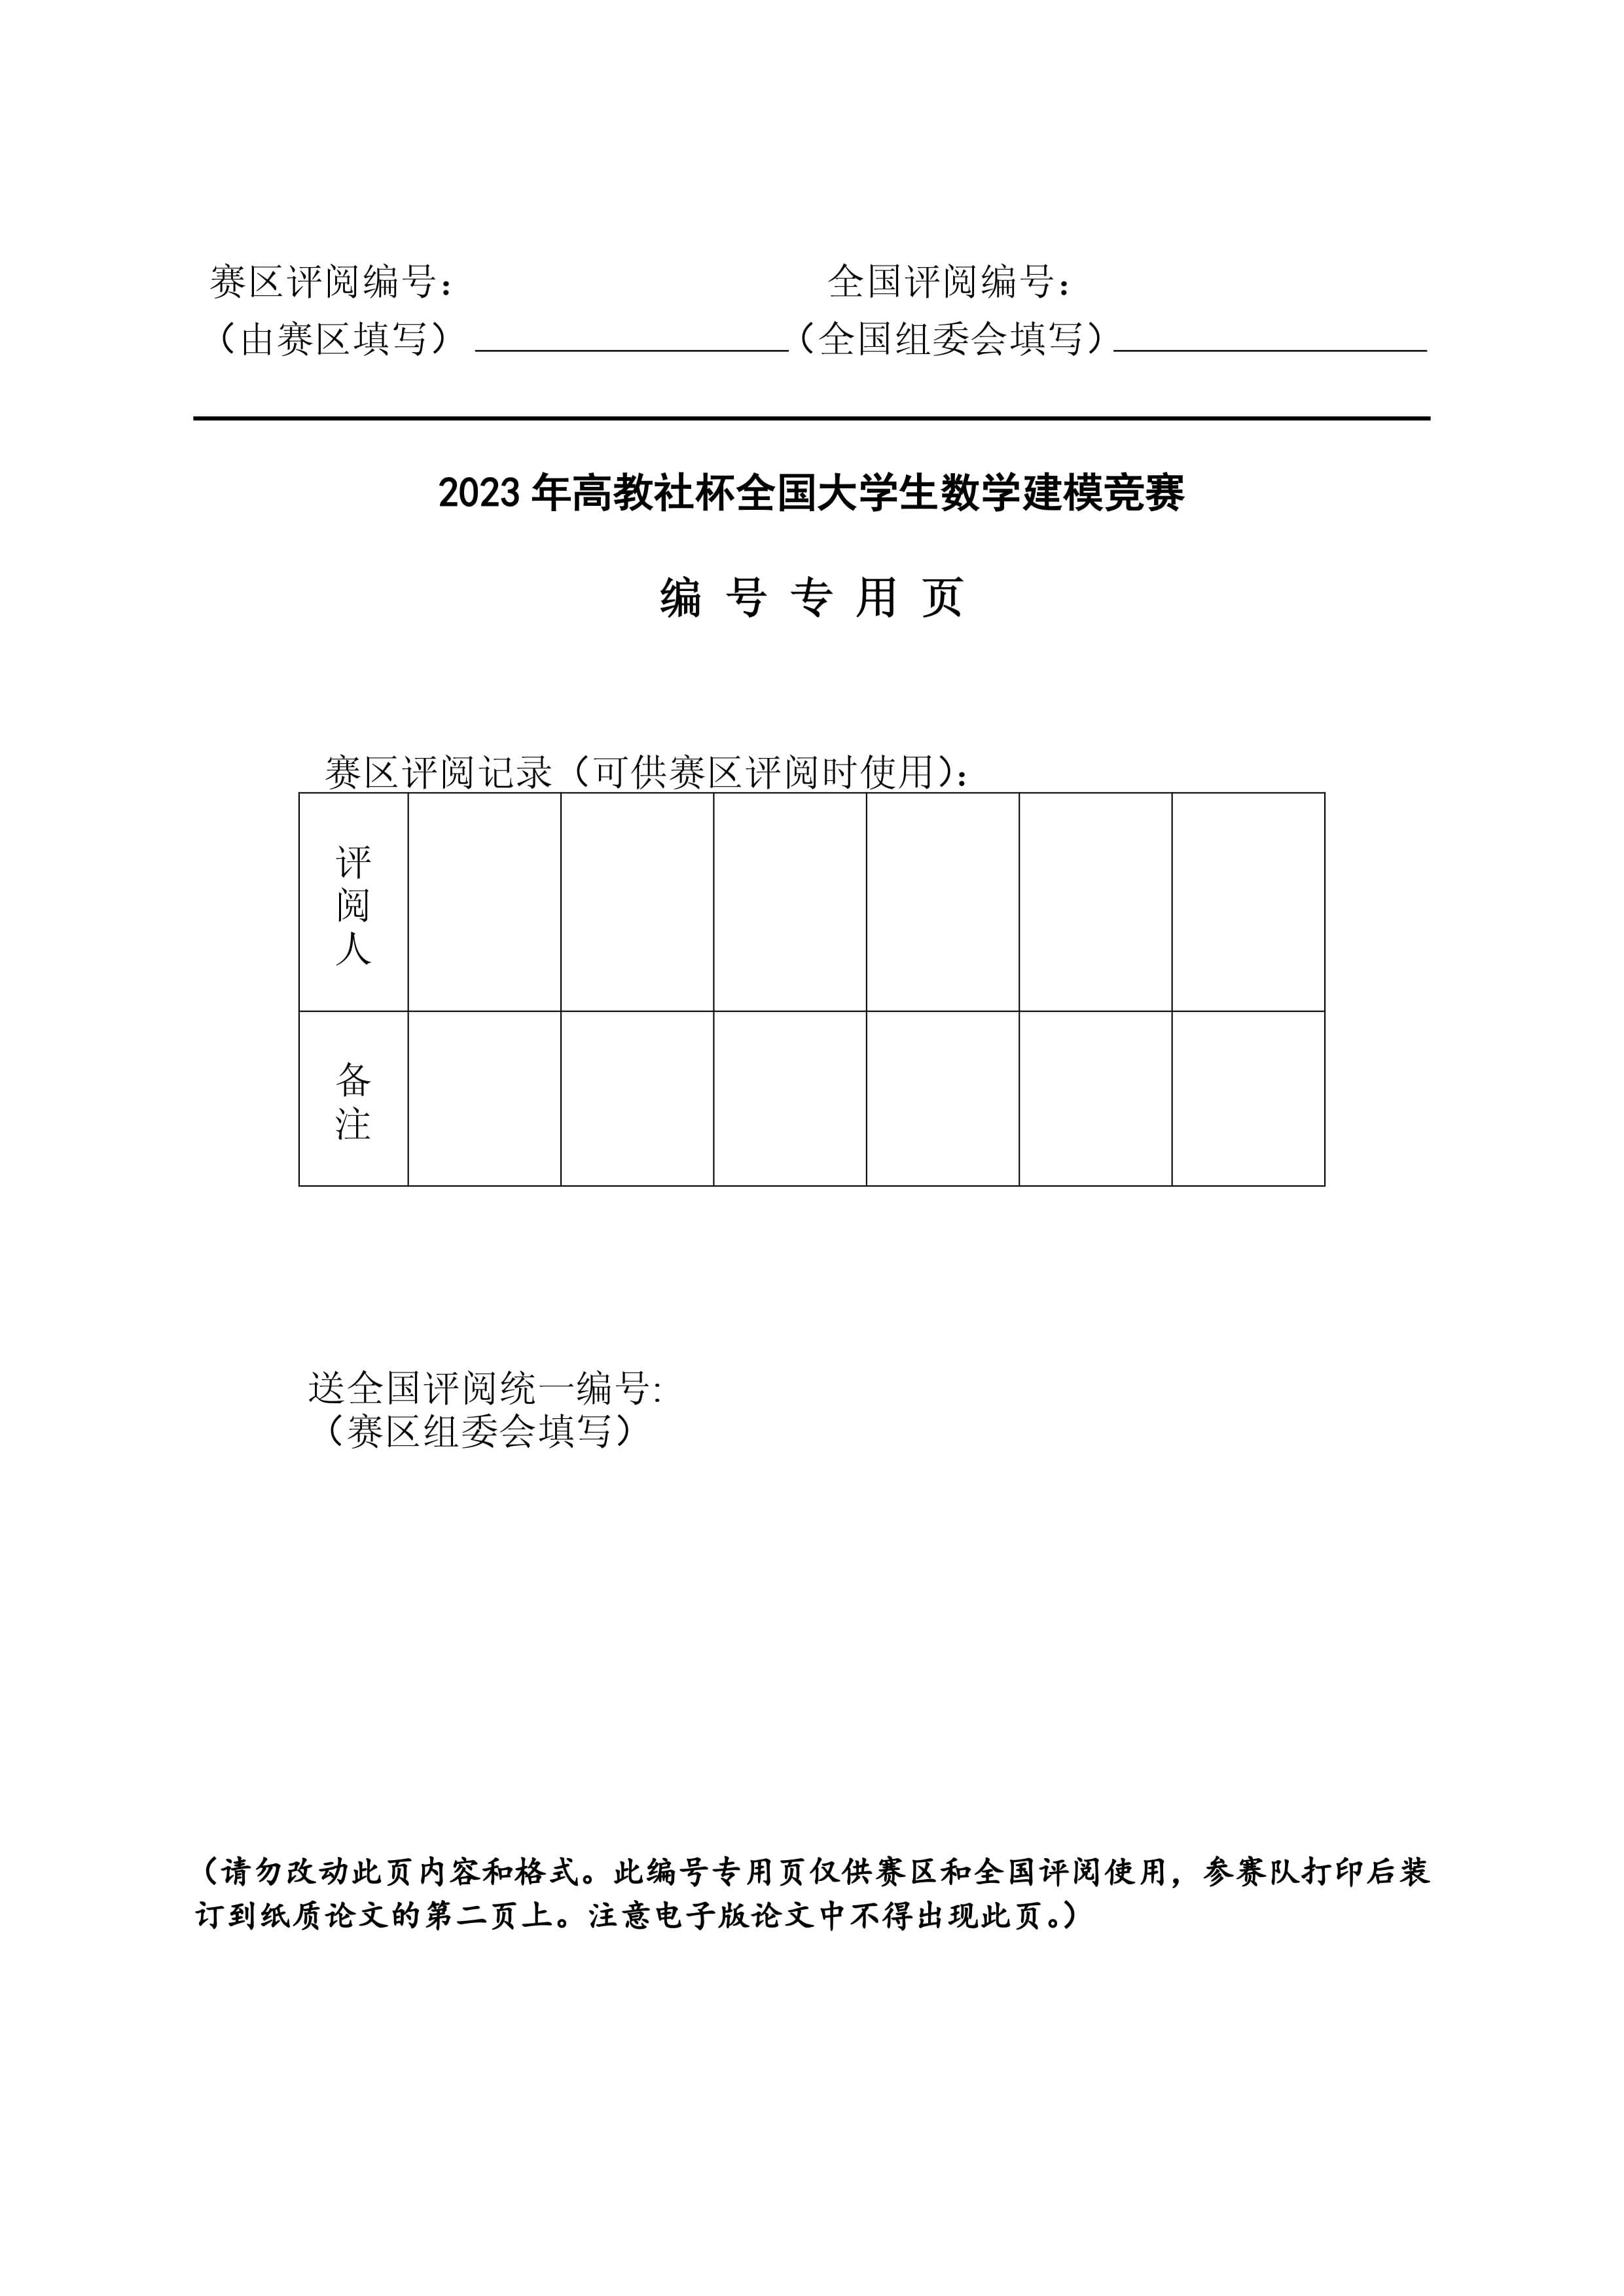 赛区评阅编号： 全国评阅编号：
（由赛区填写） （全国组委会填写）
2023 年高教社杯全国大学生数学建模竞赛
编 号 专 用 页
赛区评阅记录（可供赛区评阅时使用）：
评
阅
人
备
注
送全国评阅统一编号:
（赛区组委会填写）
（请勿改动此页内容和格式。此编号专用页仅供赛区和全国评阅使用，参赛队打印后装
订到纸质论文的第二页上。注意电子版论文中不得出现此页。）